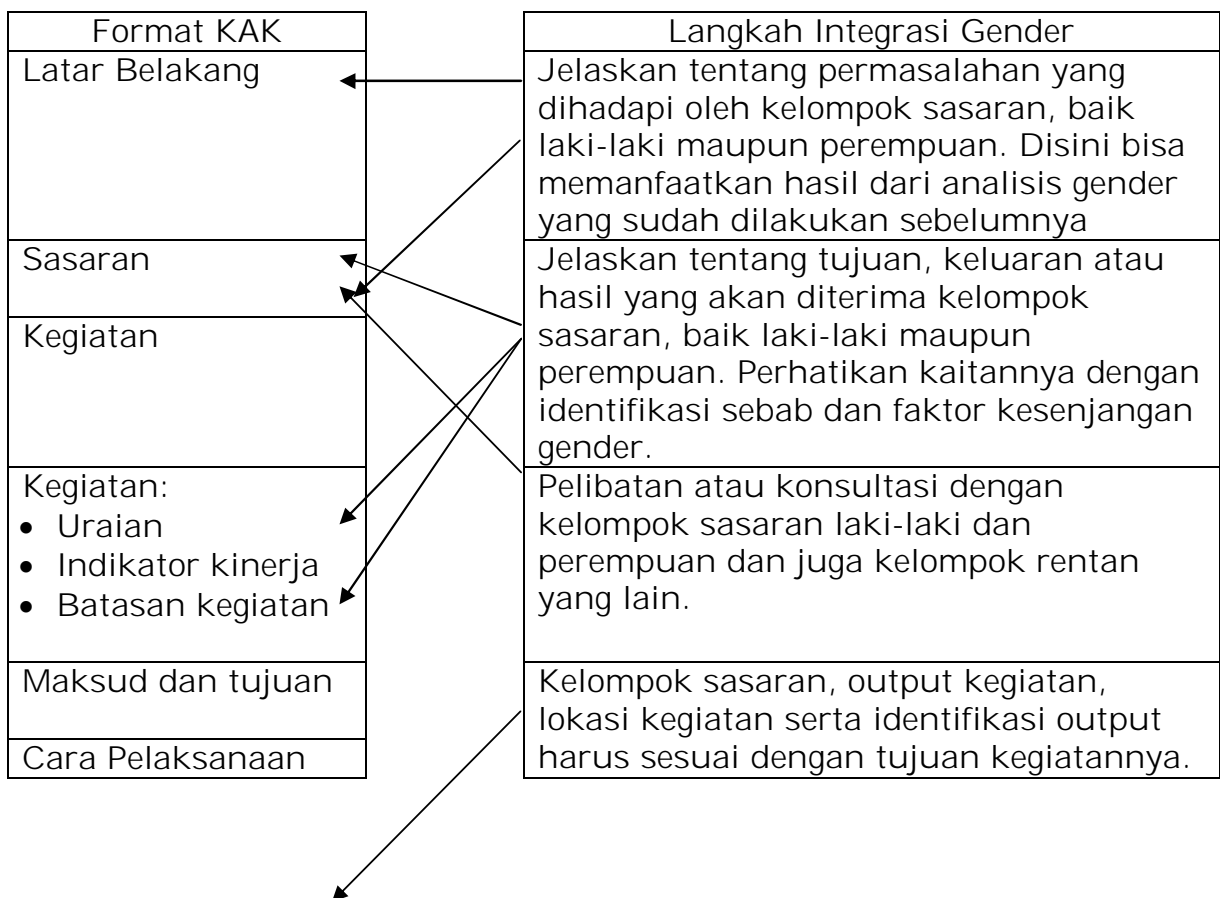 Format KAK
Latar Belakang
Sasaran
Kegiatan
Kegiatan:
• Uraian
• Indikator kinerja
• Batasan kegiatan
Maksud dan tujuan
Cara Pelaksanaan
Langkah Integrasi Gender
Jelaskan tentang permasalahan yang
dihadapi oleh kelompok sasaran, baik
laki-laki maupun perempuan. Disini bisa
memanfaatkan hasil dari analisis gender
yang sudah dilakukan sebelumnya
Jelaskan tentang tujuan, keluaran atau
hasil yang akan diterima kelompok
sasaran, baik laki-laki maupun
perempuan. Perhatikan kaitannya dengan
identifikasi sebab dan faktor kesenjangan
gender.
Pelibatan atau konsultasi dengan
kelompok sasaran laki-laki dan
perempuan dan juga kelompok rentan
yang lain.
Kelompok sasaran, output kegiatan,
lokasi kegiatan serta identifikasi output
harus sesuai dengan tujuan kegiatannya.